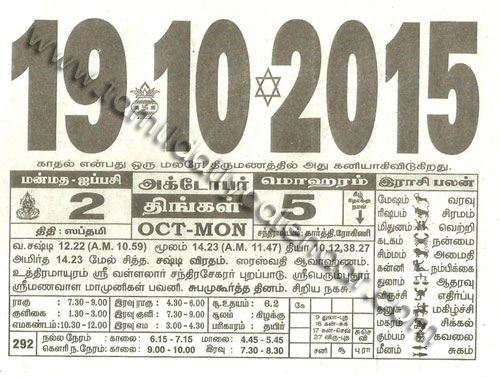 19 10 2015
காதல் என்பது ஒரு மலரே! திருமணத்தில் அது கனியாகிவிடுகிறது.
மன்மத - ஐப்பசி அக்டோபர் மொஹரம் இராசி பலன்
2 திங்கள் 5 கீழ் நோக்கு நாள்
திதி : ஸப்தமி OCT-MON சந்திராஷ்டமம்: கார்த்தி,ரோகிணி
மேஷம் வரவு
ரிஷபம் சிரமம்
மிதுனம் வெற்றி
கடகம் நன்மை
சிம்மம் அமைதி
கன்னி நம்பிக்கை
துலாம் ஆதரவு
விருச்சி எதிர்ப்பு
தனுசு மகிழ்ச்சி
மகரம் சிக்கல்
கும்பம் கவலை
மீனம் சுகம்
வ. சஷ்டி 12.22 (A.M. 10.59) மூலம் 14.23 (A.M. 11.47) தியா 10,12,38,27
அமிர்த 14.23 மேல் சித்த. சஷ்டி விரதம். ஸரஸ்வதி ஆவாஹனம்.
உத்திரமாயுரம் ஸ்ரீ வள்ளலார் சந்திரசேகரர் புறப்பாடு. ஸ்ரீபெரும்பூதூர்
ஸ்ரீமணவாள மாமுனிகள் பவனி. சுபமுகூர்த்த தினம். சிறிய நகசு.
ராகு : 7.30 - 9.00 இரவு ராகு : 4.30 - 6.00 சூ.உதயம் : 6.2
குளிகை : 1.30 - 3.00 இரவு குளி : 7.30 - 9.00 சூலம் : கிழக்கு
எமகண்டம் : 10.30-12.00 இரவு எம : 3.00 - 4.30 பரிகாரம் : தயிர்
292 நல்ல நேரம் : காலை : 6.15 - 7.15 மாலை: 4.45 - 5.45
கௌரி ந.நேரம்: காலை: 9.00 - 10.00 இரவு: 7.30 - 8.30
கே
சனி சூ புரா
www.tamildailycalendar.com